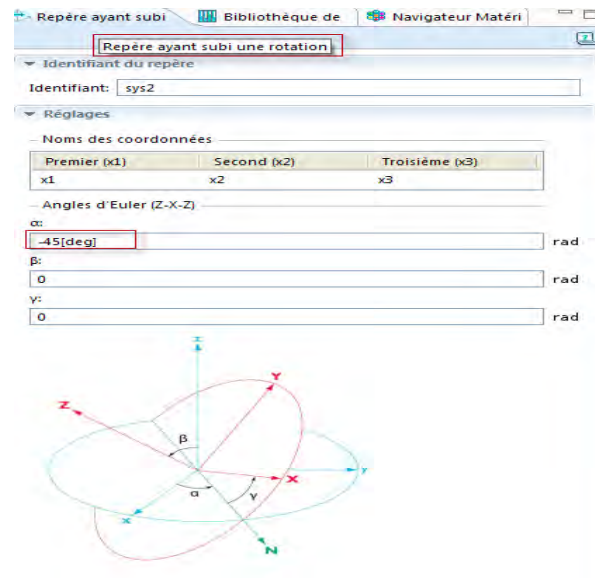 Repère ayant subi Bibliothèque de Navigateur Matéri
Repère ayant subi une rotation
Identifiant du repère
Identifiant: sys2
Réglages
Noms des coordonnées
Premier (x1) Second (x2) Troisième (x3)
x1 x2 x3
Angles d'Euler (Z-X-Z)
α:
-45[deg] rad
β:
0 rad
γ:
0 rad
z
Y
Z
β
X y
α γ
x
N